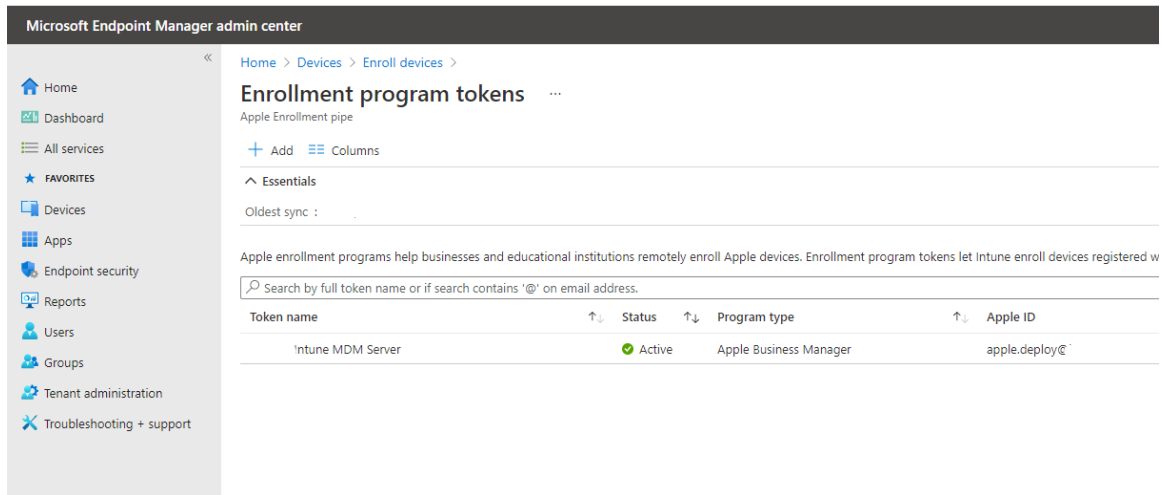 Microsoft Endpoint Manager admin center
«
Home > Devices > Enroll devices >
Home
Enrollment program tokens ...
Apple Enrollment pipe
Dashboard
All services
+ Add Columns
FAVORITES
Essentials
Devices
Oldest sync :
Apps
Apple enrollment programs help businesses and educational institutions remotely enroll Apple devices. Enrollment program tokens let Intune enroll devices registered w
Endpoint security
Search by full token name or if search contains '@' on email address.
Reports
Token name ↑↓ Status ↑↓ Program type ↑↓ Apple ID
Users
Intune MDM Server Active Apple Business Manager apple.deploy@
Groups
Tenant administration
Troubleshooting + support